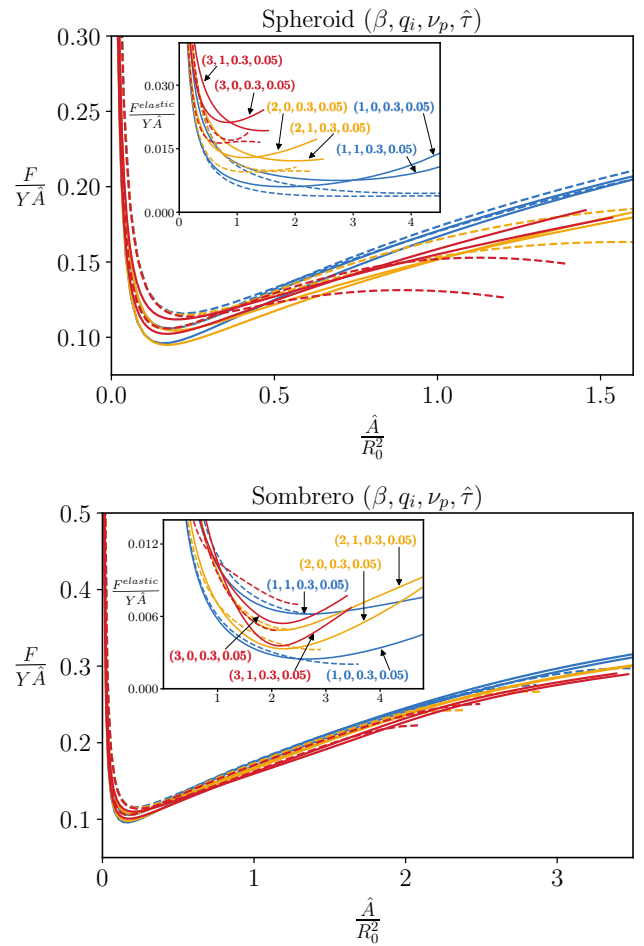 Spheroid (β, q_i, ν_p, τ̂)
0.30
0.25
0.20
0.15
0.10
F
YÂ
0.030
0.015
0.000
F^{elastic}
YÂ
(3, 1, 0.3, 0.05)
(3, 0, 0.3, 0.05)
(2, 0, 0.3, 0.05) (1, 0, 0.3, 0.05)
(2, 1, 0.3, 0.05)
(1, 1, 0.3, 0.05)
0 1 2 3 4
0.0 0.5 1.0 1.5
Â
R_0^2
Sombrero (β, q_i, ν_p, τ̂)
0.5
0.4
0.3
0.2
0.1
F
YÂ
0.012
0.006
0.000
F^{elastic}
YÂ
(2, 1, 0.3, 0.05)
(2, 0, 0.3, 0.05)
(1, 1, 0.3, 0.05)
(3, 0, 0.3, 0.05)
(3, 1, 0.3, 0.05) (1, 0, 0.3, 0.05)
1 2 3 4
0 1 2 3
Â
R_0^2